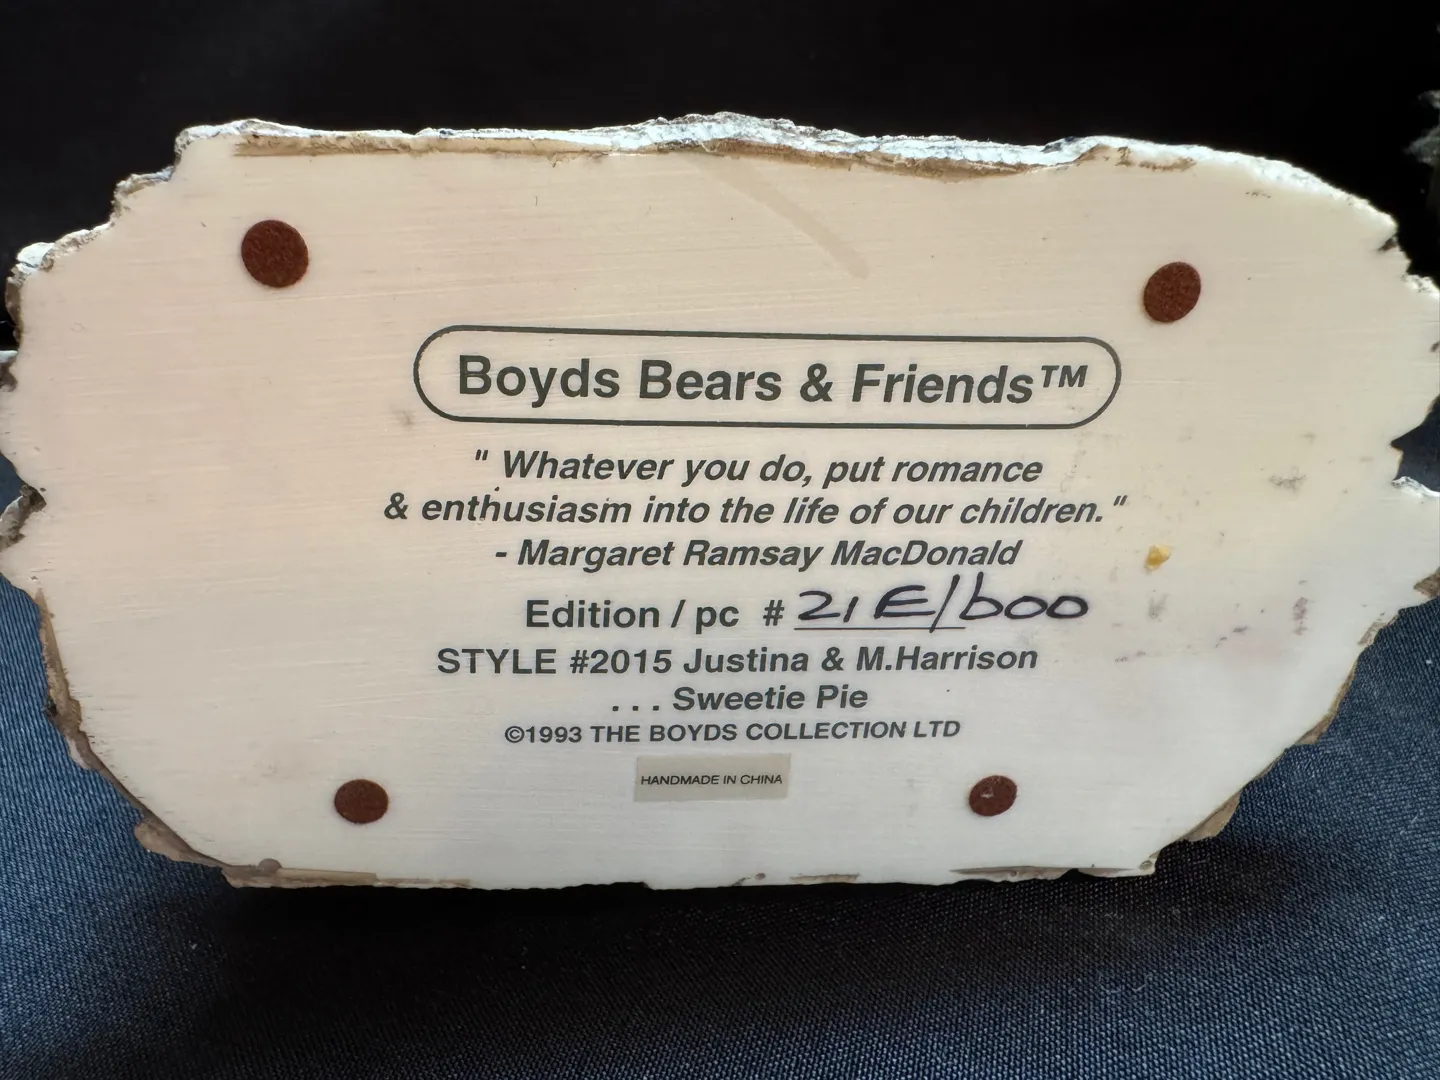 Boyds Bears & Friends™
" Whatever you do, put romance
& enthusiasm into the life of our children. "
- Margaret Ramsay MacDonald
Edition / pc # 21E/600
STYLE #2015 Justina & M.Harrison
. . . Sweetie Pie
©1993 THE BOYDS COLLECTION LTD
HANDMADE IN CHINA